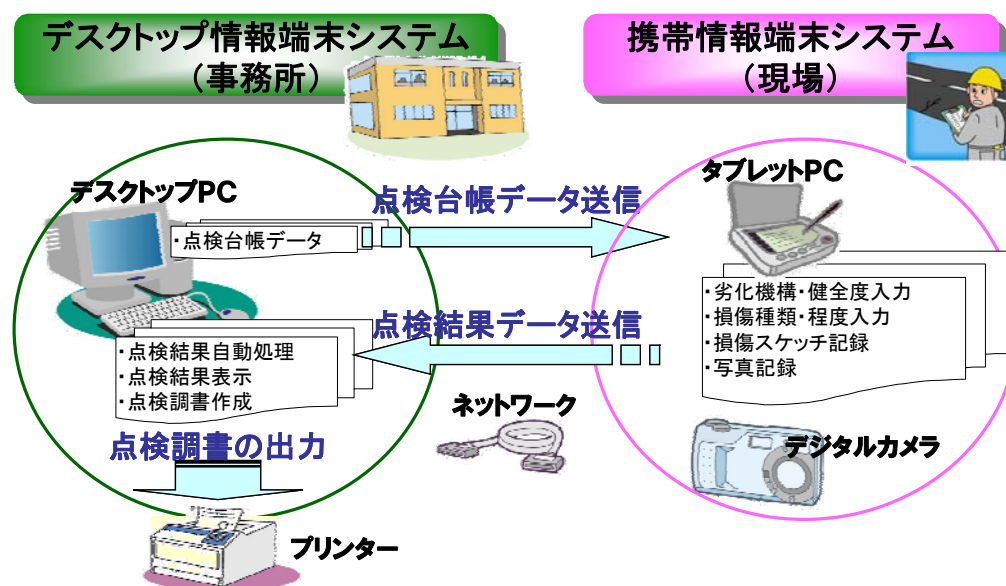 デスクトップ情報端末システム
（事務所）
携帯情報端末システム
（現場）
デスクトップPC
・点検台帳データ
点検台帳データ送信
タブレットPC
・劣化機構・健全度入力
・損傷種類・程度入力
・損傷スケッチ記録
・写真記録
点検結果データ送信
・点検結果自動処理
・点検結果表示
・点検調書作成
ネットワーク
デジタルカメラ
点検調書の出力
プリンター